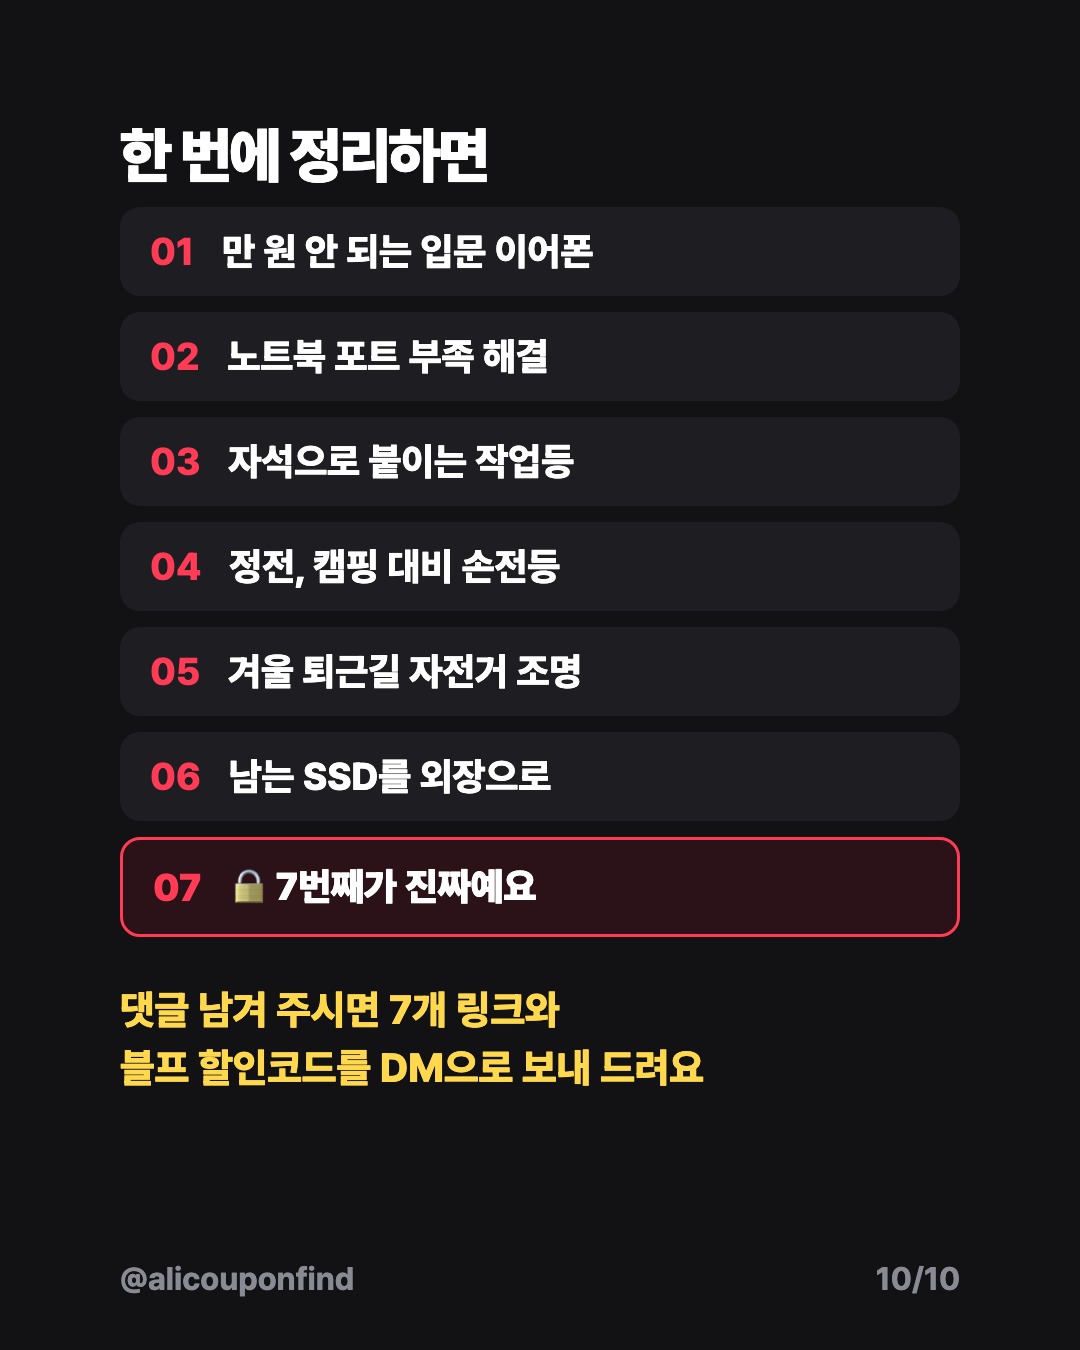 한 번에 정리하면
01 만 원 안 되는 입문 이어폰
02 노트북 포트 부족 해결
03 자석으로 붙이는 작업등
04 정전, 캠핑 대비 손전등
05 겨울 퇴근길 자전거 조명
06 남는 SSD를 외장으로
07 🔒 7번째가 진짜예요
댓글 남겨 주시면 7개 링크와
블프 할인코드를 DM으로 보내 드려요
@alicouponfind 10/10